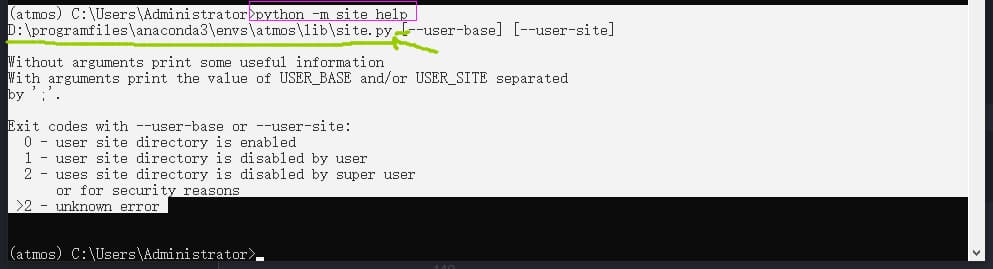 (atmos) C:\Users\Administrator>python -m site help
D:\programfiles\anaconda3\envs\atmos\lib\site.py [--user-base] [--user-site]
Without arguments print some useful information
With arguments print the value of USER_BASE and/or USER_SITE separated
by ';'.
Exit codes with --user-base or --user-site:
0 - user site directory is enabled
1 - user site directory is disabled by user
2 - uses site directory is disabled by super user
or for security reasons
>2 - unknown error
(atmos) C:\Users\Administrator>